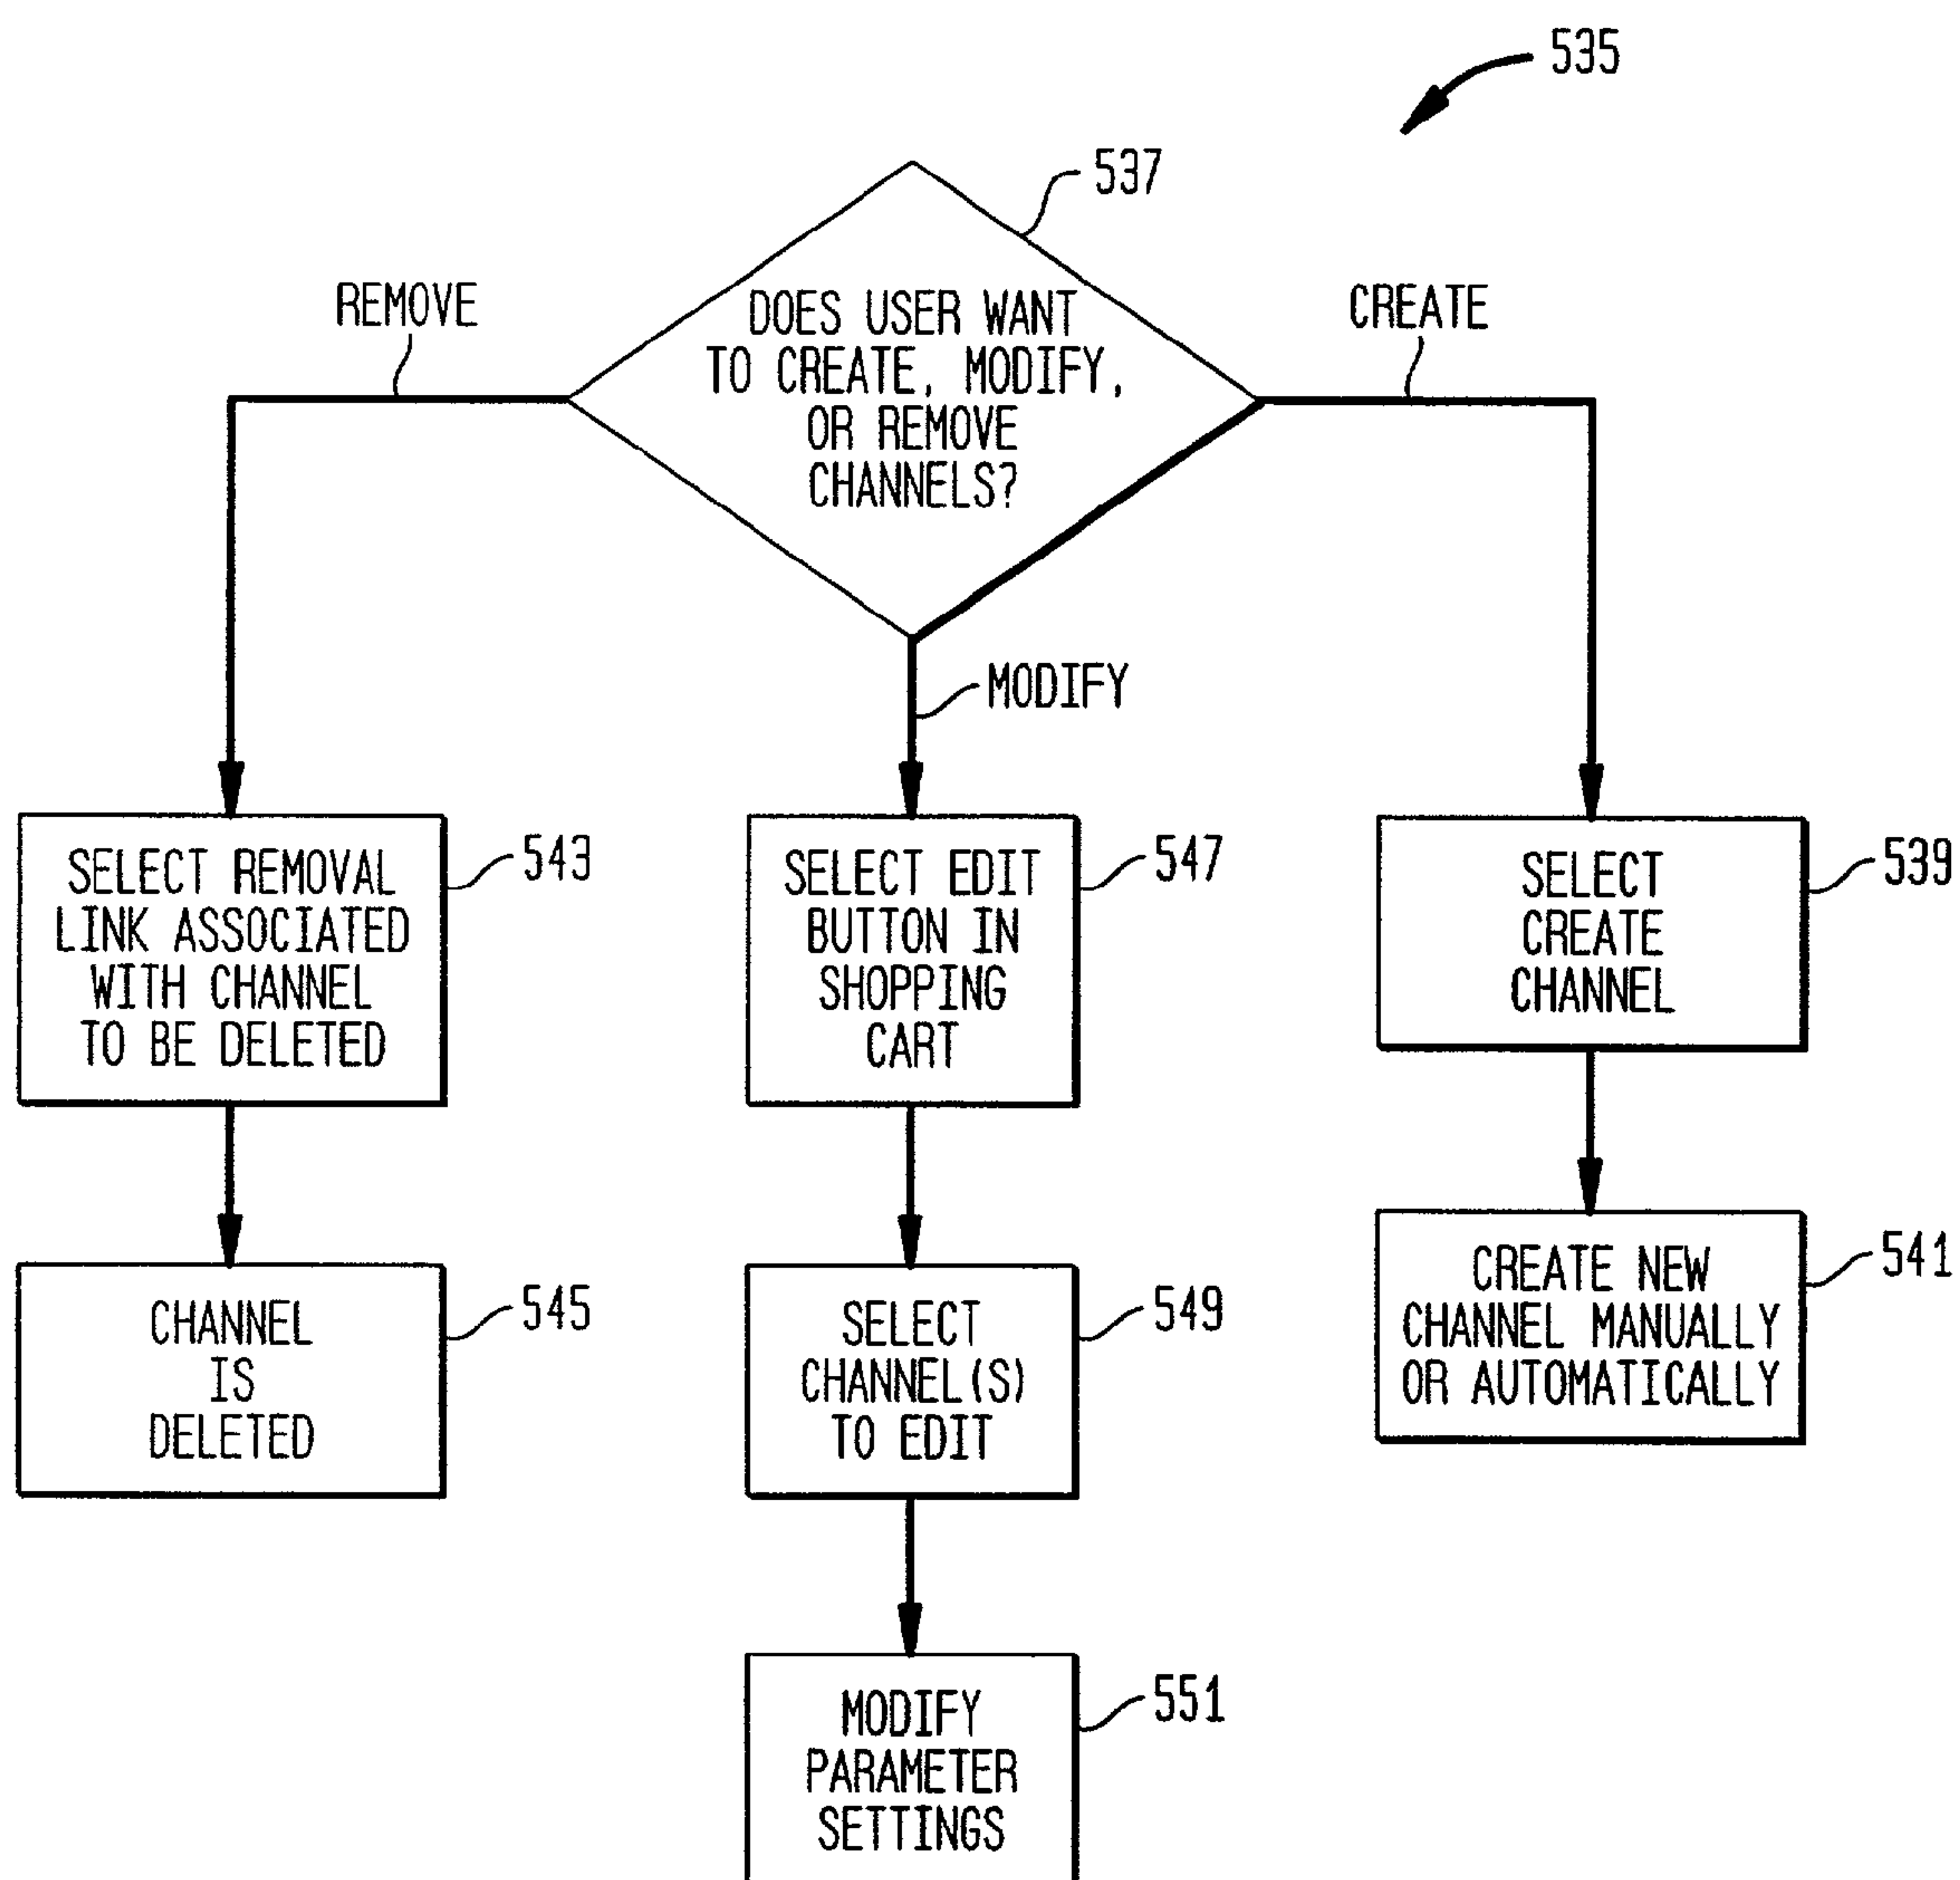 535
537
REMOVE
DOES USER WANT
TO CREATE, MODIFY,
OR REMOVE
CHANNELS?
CREATE
MODIFY
SELECT REMOVAL
LINK ASSOCIATED
WITH CHANNEL
TO BE DELETED
543
SELECT EDIT
BUTTON IN
SHOPPING
CART
547
SELECT
CREATE
CHANNEL
539
CHANNEL
IS
DELETED
545
SELECT
CHANNEL(S)
TO EDIT
549
CREATE NEW
CHANNEL MANUALLY
OR AUTOMATICALLY
541
MODIFY
PARAMETER
SETTINGS
551